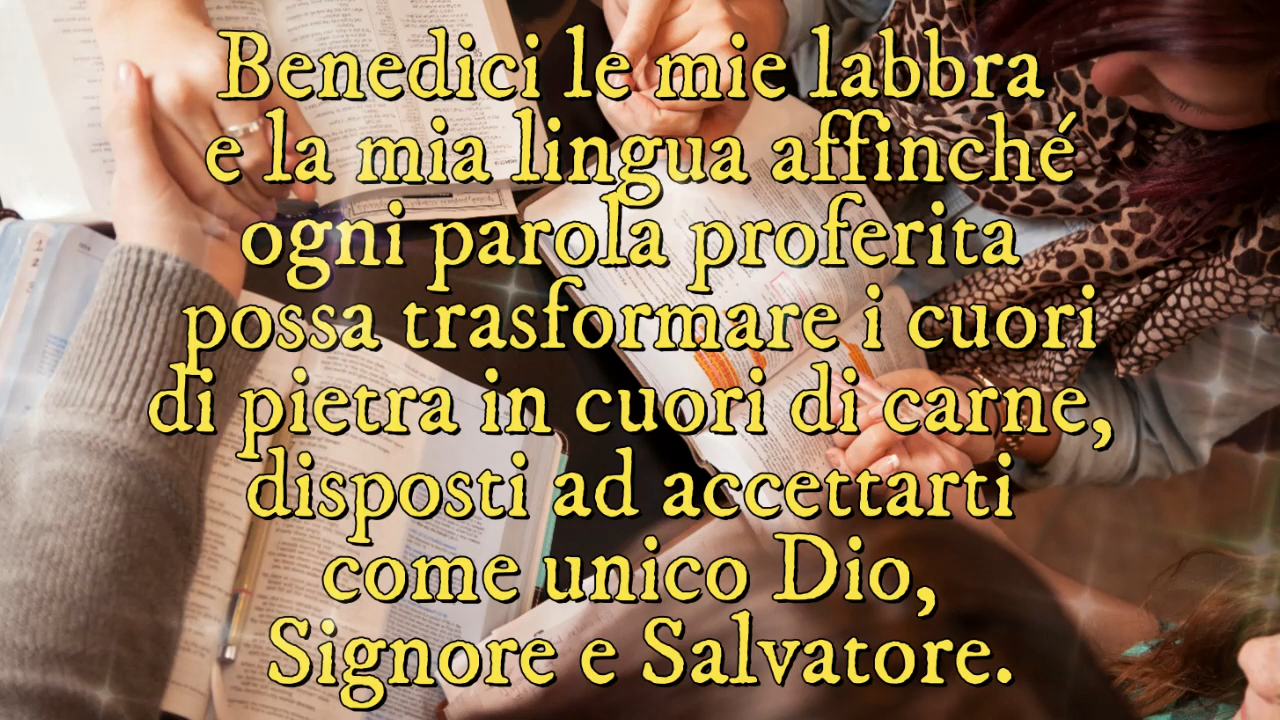 Benedici le mie labbra
e la mia lingua affinché
ogni parola proferita
possa trasformare i cuori
di pietra in cuori di carne,
disposti ad accettarti
come unico Dio,
Signore e Salvatore.